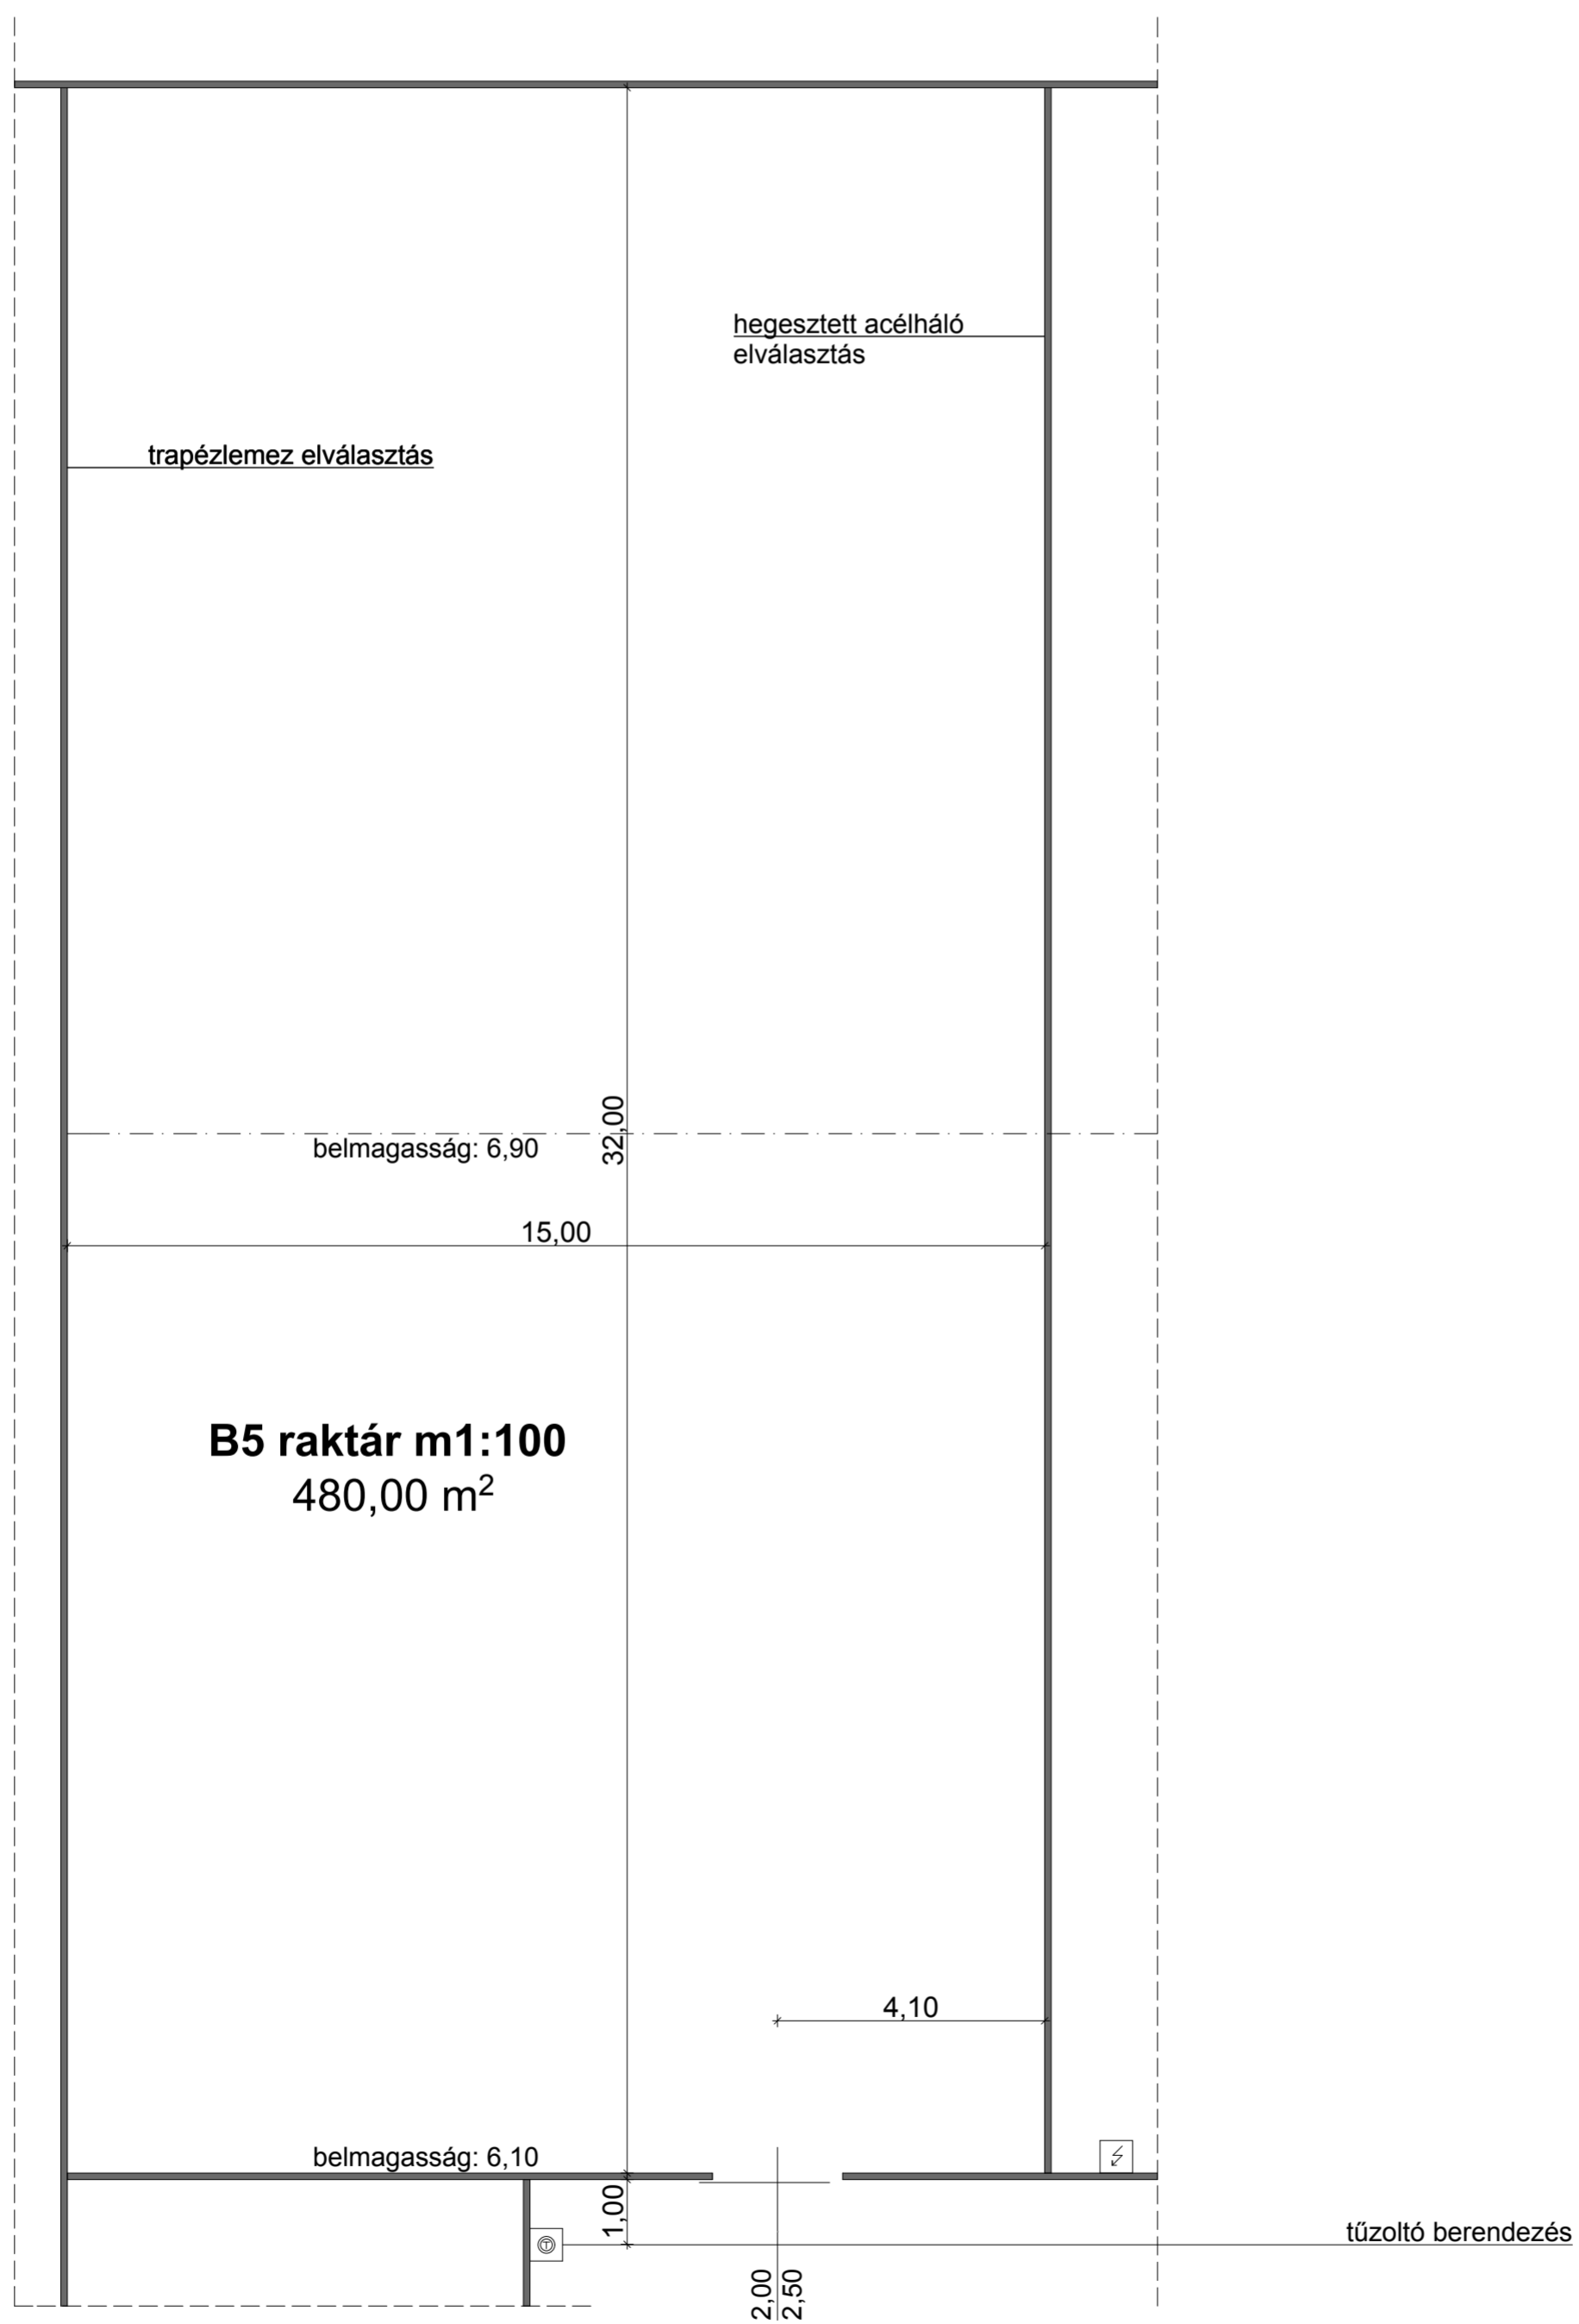 hegesztett acélháló
elválasztás
trapézlemez elválasztás
32,00
belmagasság: 6,90
15,00
B5 raktár m1:100
480,00 m²
4,10
belmagasság: 6,10
1,00
T
tűzoltó berendezés
2,00
2,50